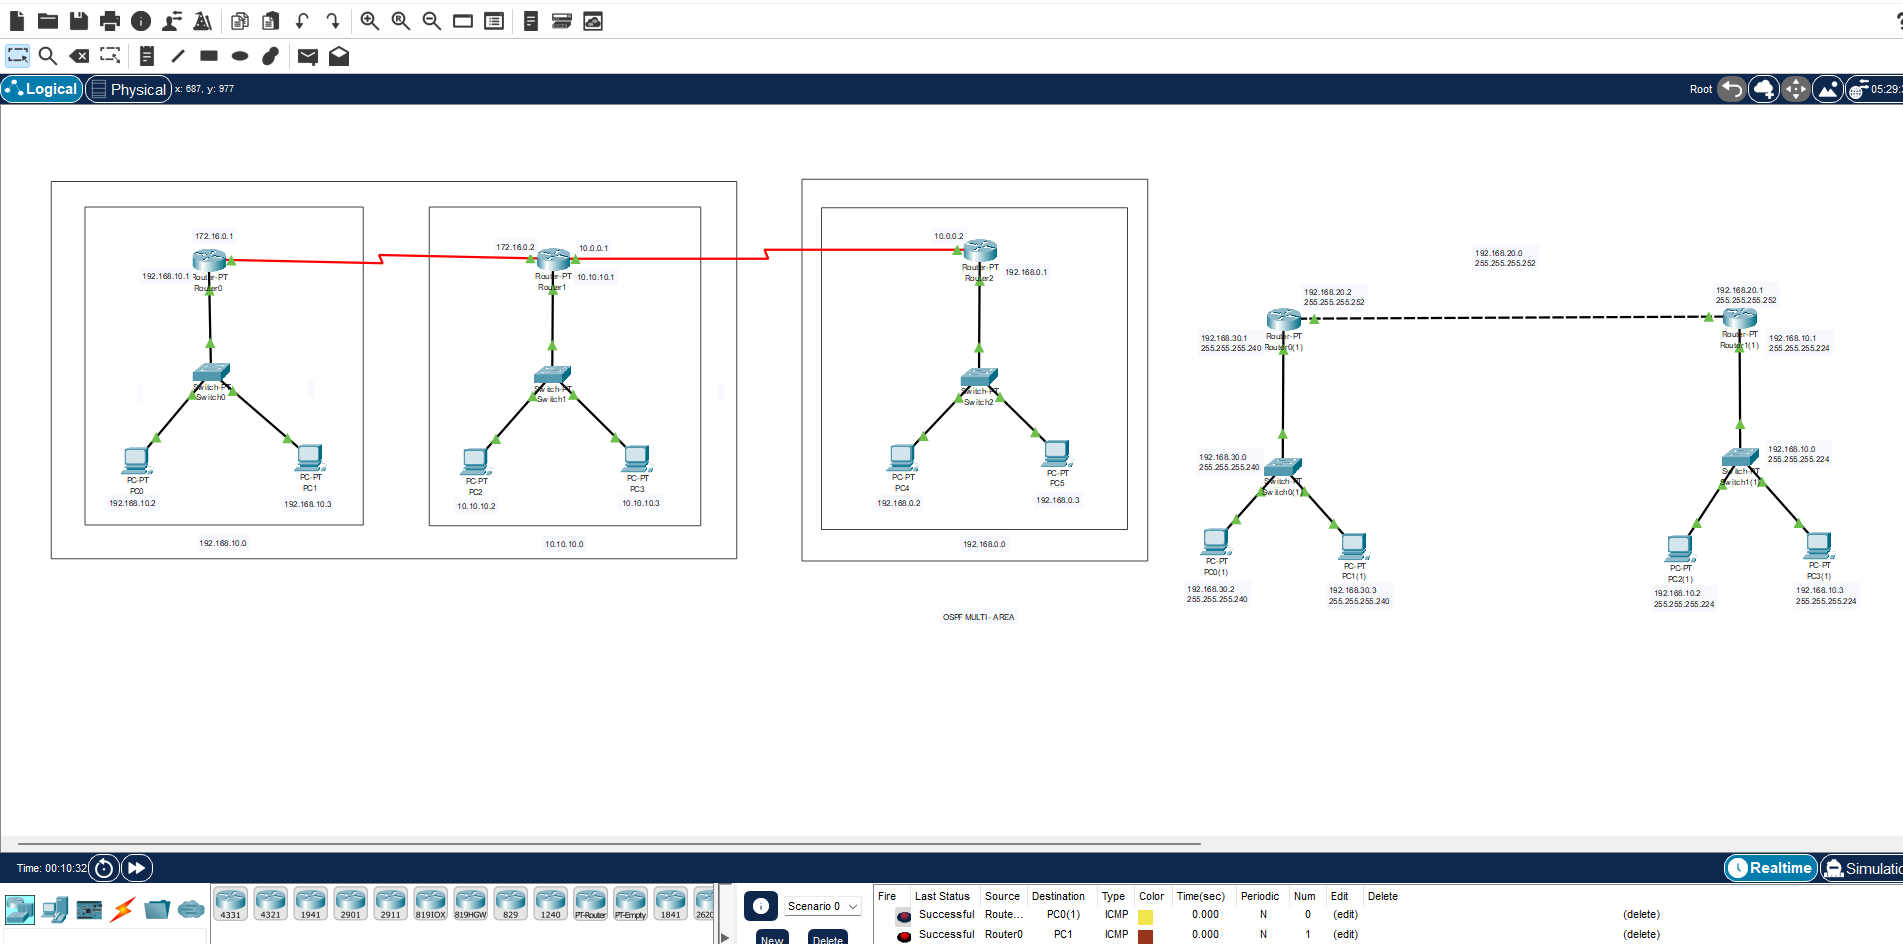 Logical
Physical
x: 687, y: 977
Root
172.16.0.1
192.168.10.1
Router-PT
Router0
172.16.0.2
10.0.0.1
Router-PT
10.10.10.1
Router1
10.0.0.2
Router-PT
Router2
192.168.0.1
192.168.20.0
255.255.255.252
192.168.20.2
255.255.255.252
192.168.20.1
255.255.255.252
192.168.30.1
255.255.255.240
Router-PT
Router0(1)
Router-PT
Router1(1)
192.168.10.1
255.255.255.224
Switch-PT
Switch0
Switch-PT
Switch1
Switch-PT
Switch2
192.168.30.0
255.255.255.240
Switch-PT
Switch0(1)
192.168.10.0
255.255.255.224
Switch-PT
Switch1(1)
PC-PT
PC0
192.168.10.2
PC-PT
PC1
192.168.10.3
PC-PT
PC2
10.10.10.2
PC-PT
PC3
10.10.10.3
PC-PT
PC4
192.168.0.2
PC-PT
PC5
192.168.0.3
192.168.10.0
10.10.10.0
192.168.0.0
PC-PT
PC0(1)
192.168.30.2
255.255.255.240
PC-PT
PC1(1)
192.168.30.3
255.255.255.240
PC-PT
PC2(1)
192.168.10.2
255.255.255.224
PC-PT
PC3(1)
192.168.10.3
255.255.255.224
OSPF MULTI- AREA
Time: 00:10:32
Realtime
Simulatio
4331
4321
1941
2901
2911
819IOX
819HGW
829
1240
PT-Router
PT-Empty
1841
2620
Scenario 0
New
Delete
Fire Last Status Source Destination Type Color Time(sec) Periodic Num Edit Delete
Successful Route... PC0(1) ICMP 0.000 N 0 (edit) (delete)
Successful Router0 PC1 ICMP 0.000 N 1 (edit) (delete)